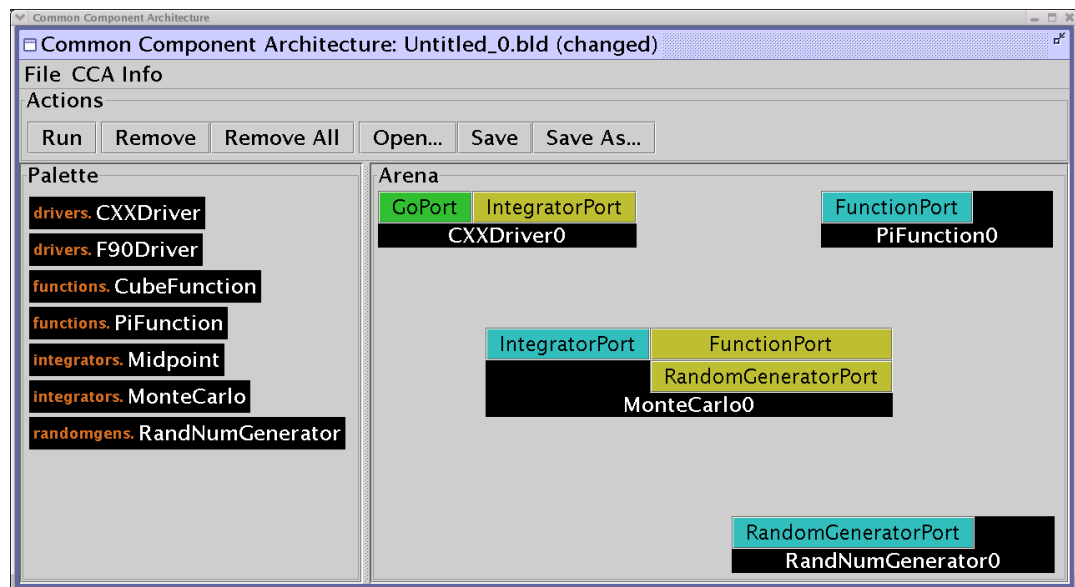 Common Component Architecture
Common Component Architecture: Untitled_0.bld (changed)
File CCA Info
Actions
Run Remove Remove All Open... Save Save As...
Palette
drivers. CXXDriver
drivers. F90Driver
functions. CubeFunction
functions. PiFunction
integrators. Midpoint
integrators. MonteCarlo
randomgens. RandNumGenerator
Arena
GoPort IntegratorPort
CXXDriver0
FunctionPort
PiFunction0
IntegratorPort FunctionPort
RandomGeneratorPort
MonteCarlo0
RandomGeneratorPort
RandNumGenerator0